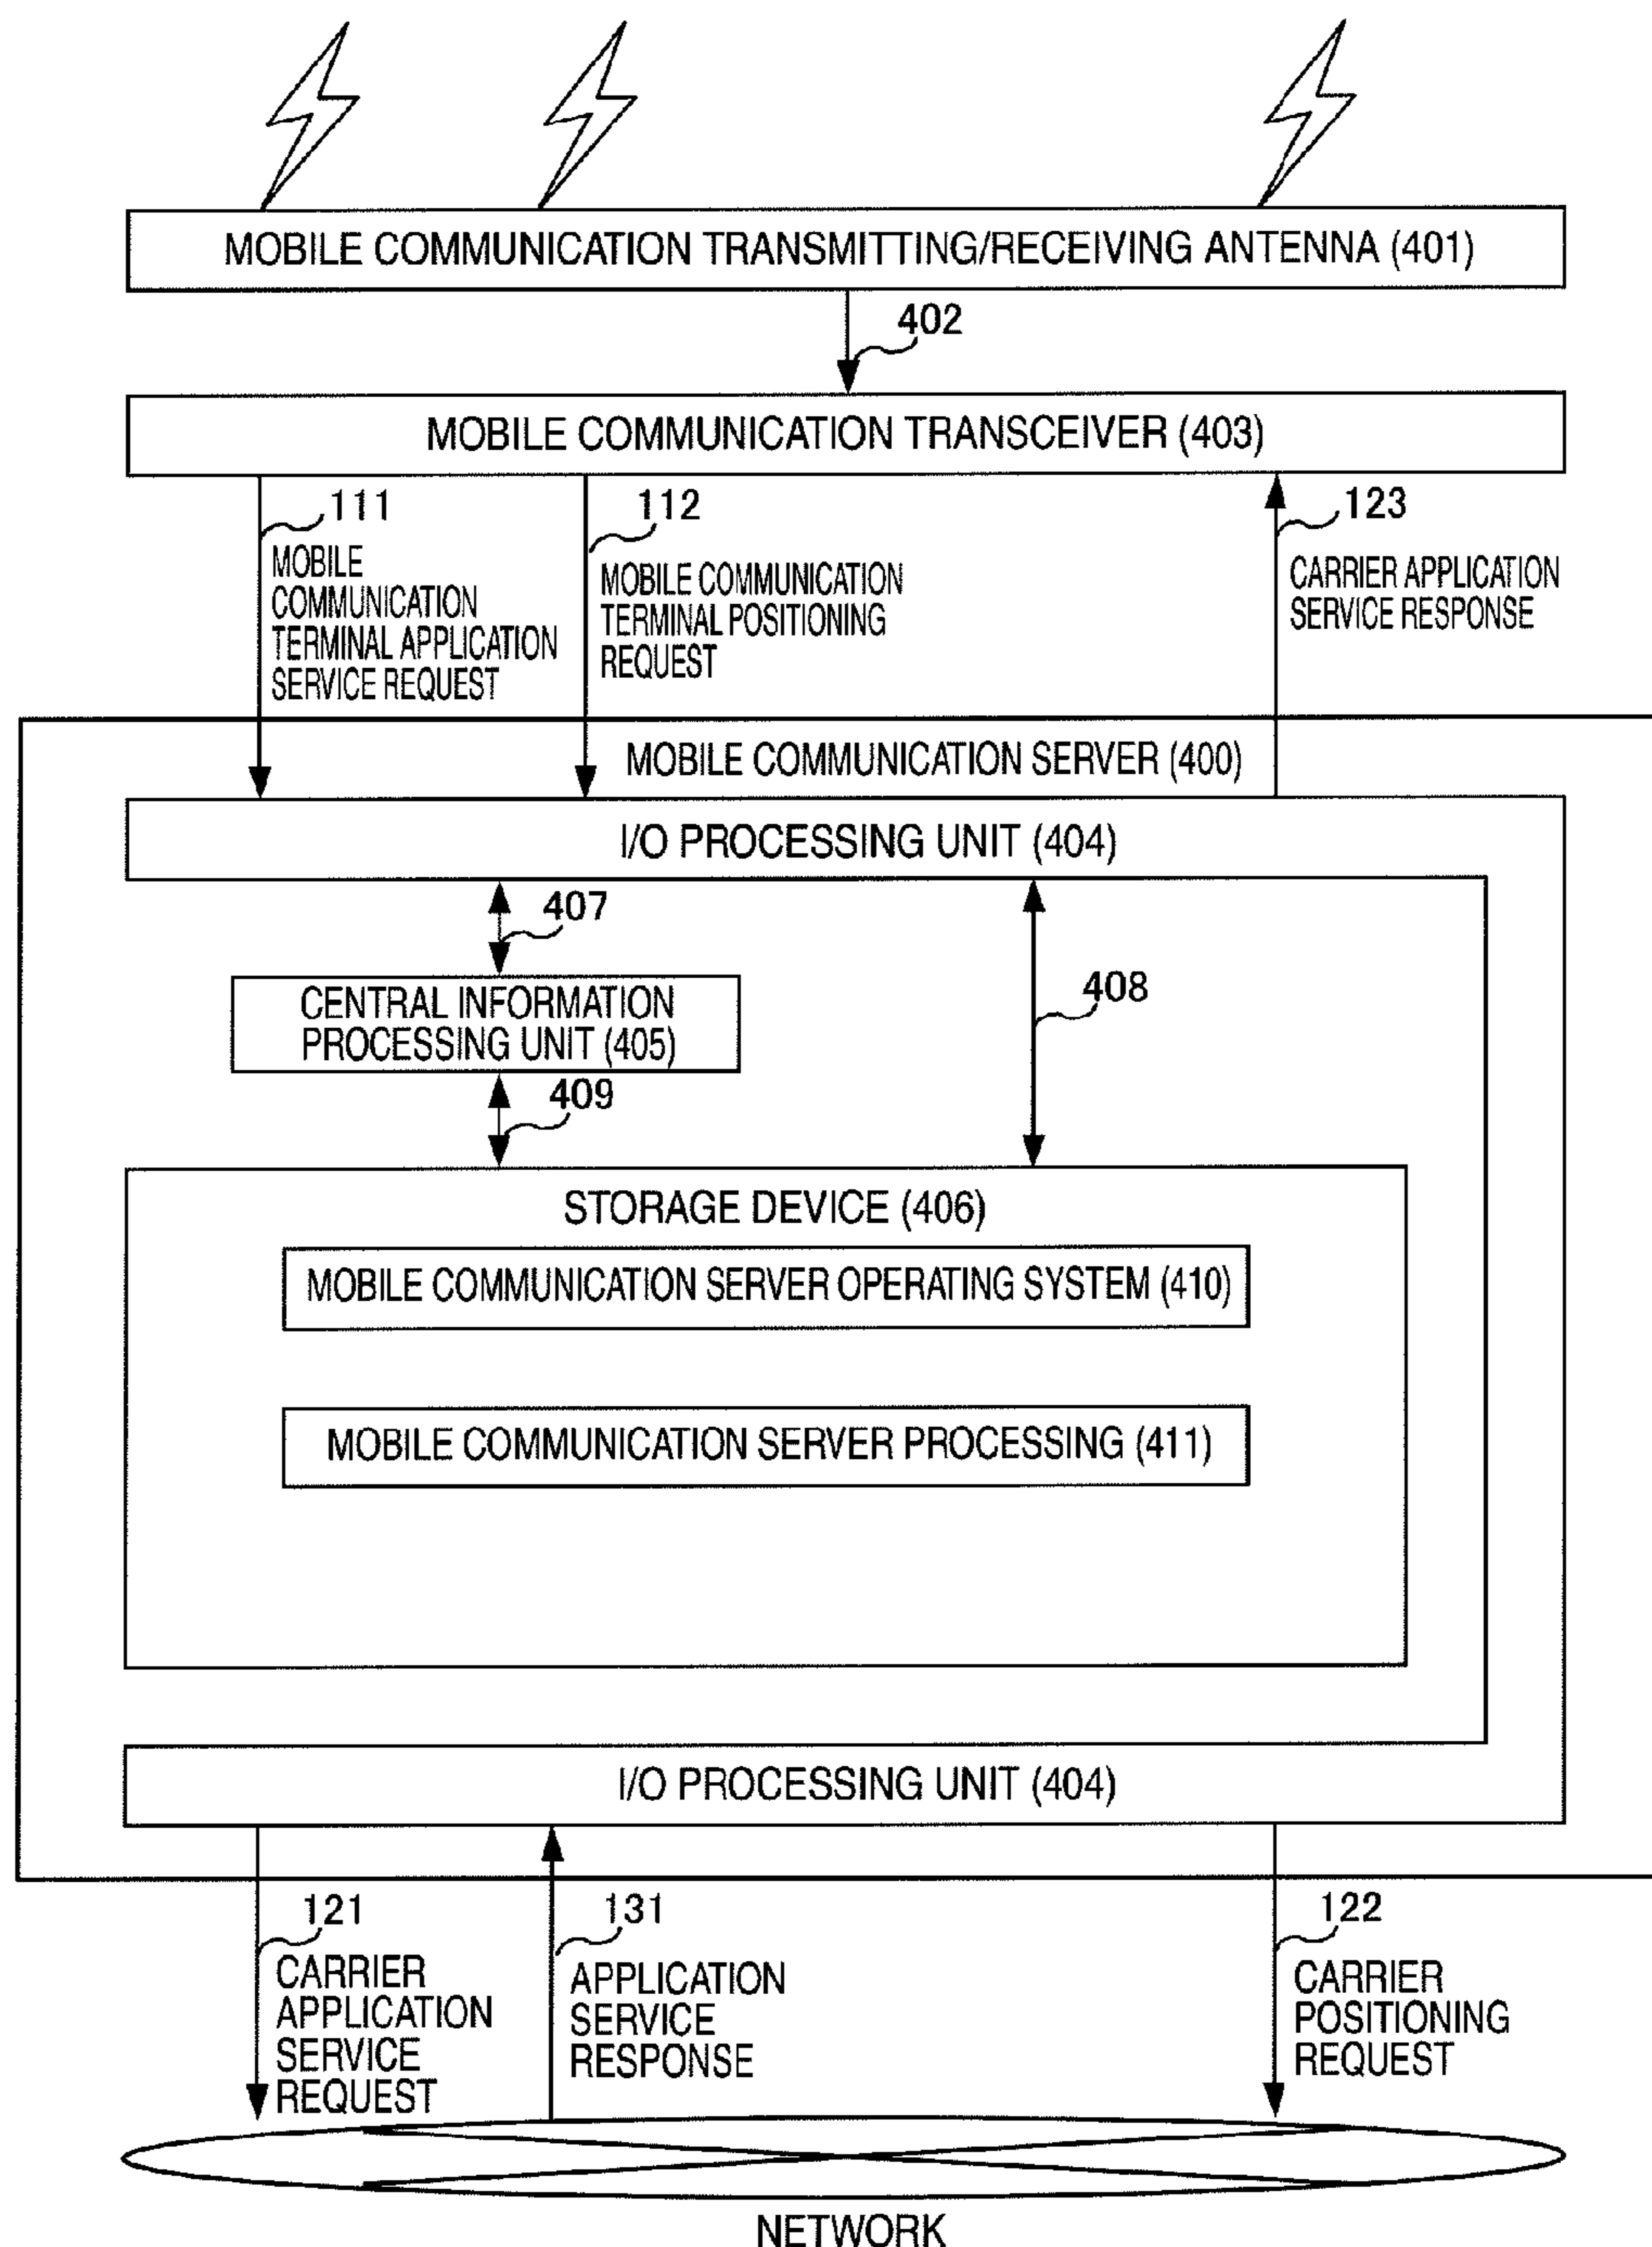 MOBILE COMMUNICATION TRANSMITTING/RECEIVING ANTENNA (401)
402
MOBILE COMMUNICATION TRANSCEIVER (403)
111
MOBILE
COMMUNICATION
TERMINAL APPLICATION
SERVICE REQUEST
112
MOBILE COMMUNICATION
TERMINAL POSITIONING
REQUEST
123
CARRIER APPLICATION
SERVICE RESPONSE
MOBILE COMMUNICATION SERVER (400)
I/O PROCESSING UNIT (404)
407
408
CENTRAL INFORMATION
PROCESSING UNIT (405)
409
STORAGE DEVICE (406)
MOBILE COMMUNICATION SERVER OPERATING SYSTEM (410)
MOBILE COMMUNICATION SERVER PROCESSING (411)
I/O PROCESSING UNIT (404)
121
CARRIER
APPLICATION
SERVICE
REQUEST
131
APPLICATION
SERVICE
RESPONSE
122
CARRIER
POSITIONING
REQUEST
NETWORK